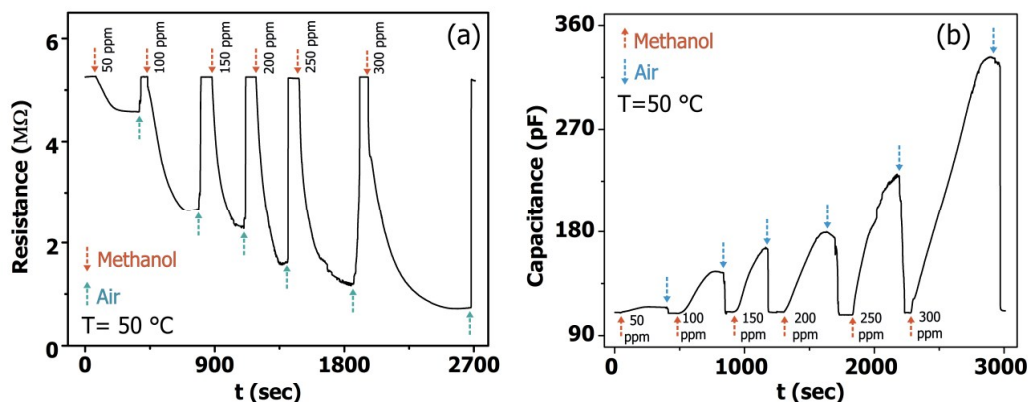 (a)
50 ppm
100 ppm
150 ppm
200 ppm
250 ppm
300 ppm
6
4
2
0
Resistance (MΩ)
Methanol
Air
T= 50 °C
0
900
1800
2700
t (sec)
(b)
360
270
180
90
Capacitance (pF)
Methanol
Air
T=50 °C
50
ppm
100
ppm
150
ppm
200
ppm
250
ppm
300
ppm
0
1000
2000
3000
t (sec)